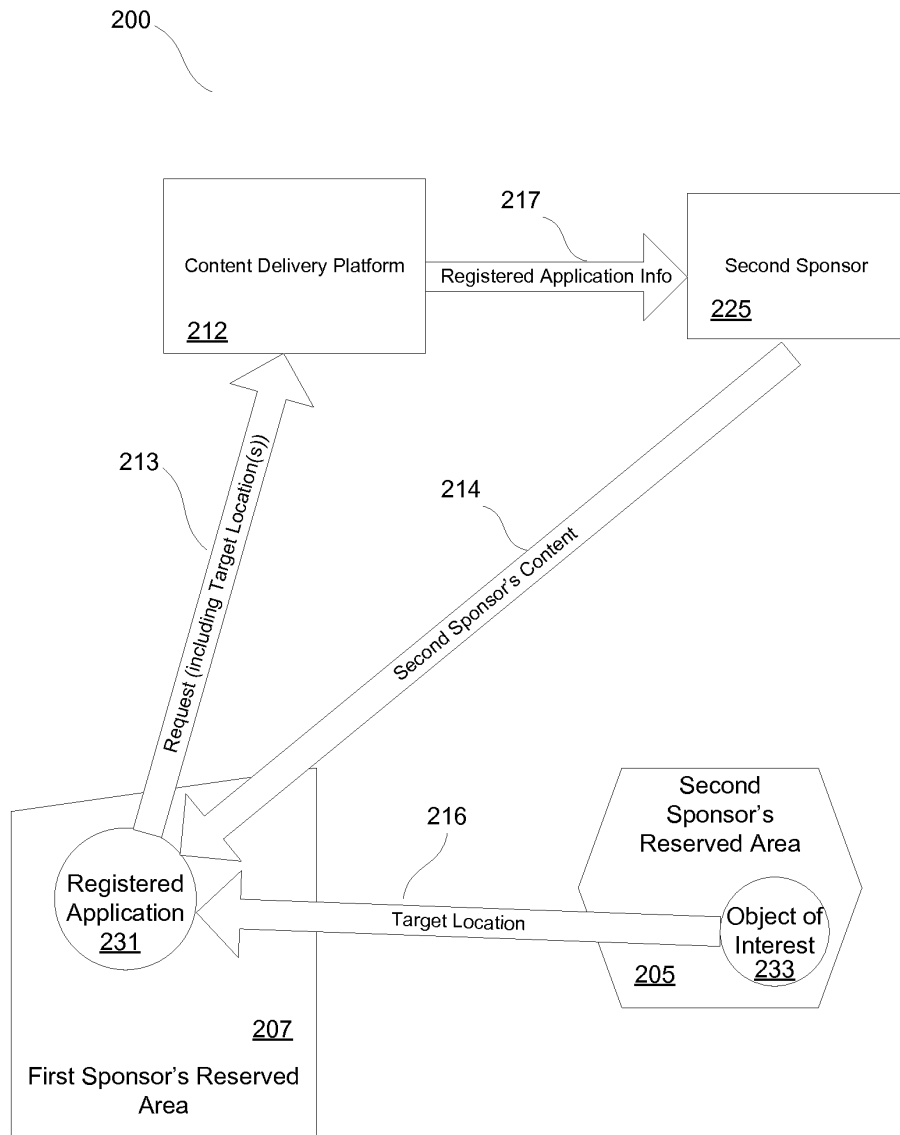 200
217
Content Delivery Platform
212
Registered Application Info
Second Sponsor
225
213
Request (including Target Location(s))
214
Second Sponsor's Content
Second
Sponsor's
Reserved Area
216
Registered
Application
231
Target Location
Object of
Interest
233
205
207
First Sponsor's Reserved
Area